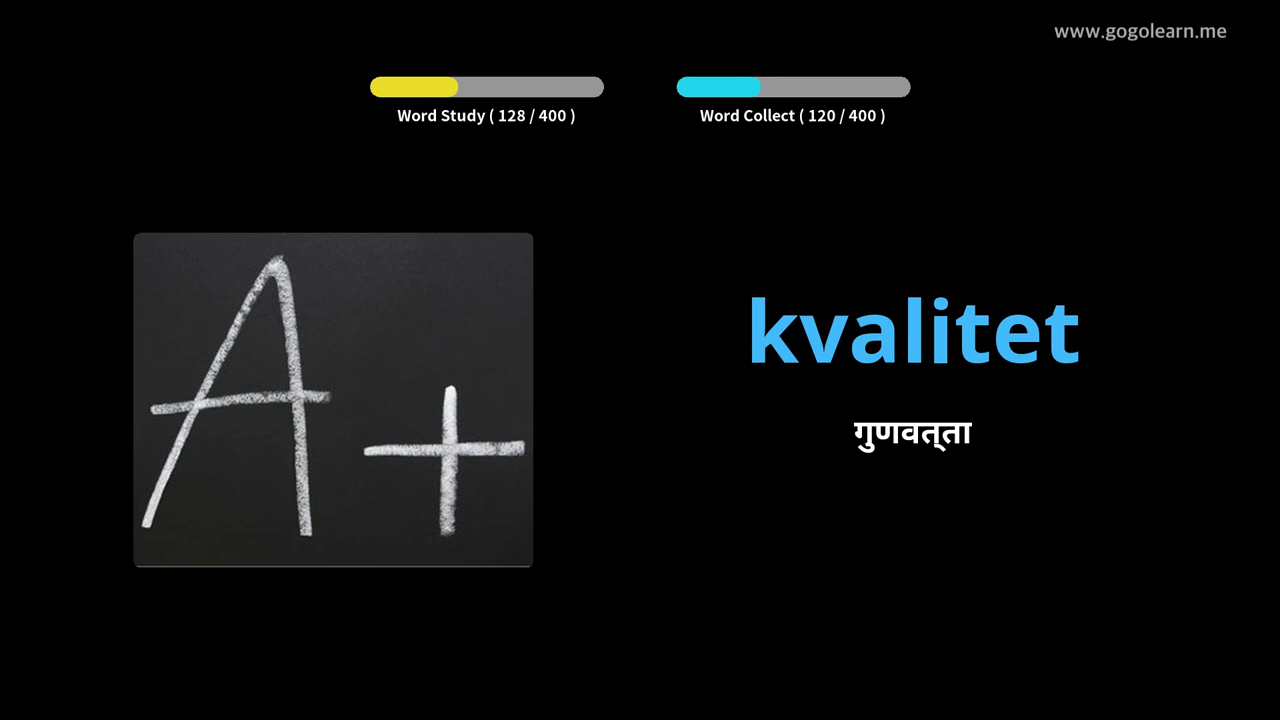 www.gogolearn.me
Word Study ( 128 / 400 )
Word Collect ( 120 / 400 )
A+
kvalitet
गुणवत्ता